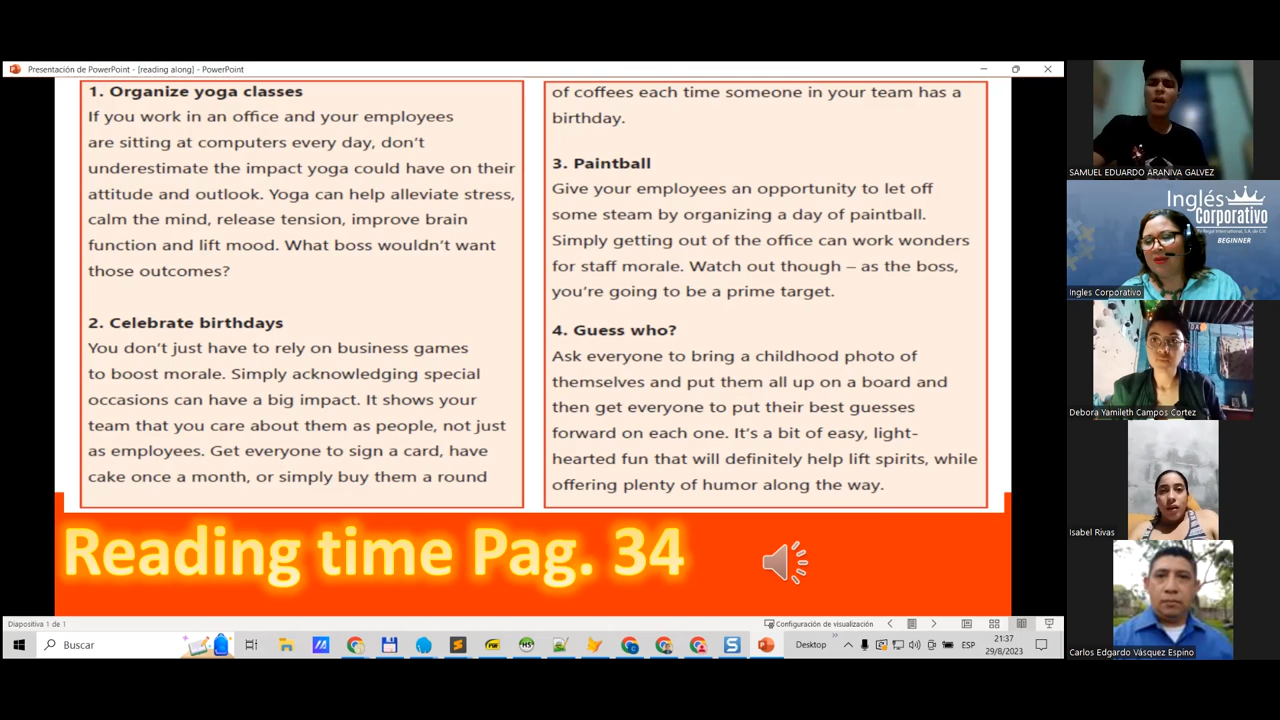 Presentación de PowerPoint - [reading along] - PowerPoint
1. Organize yoga classes
If you work in an office and your employees
are sitting at computers every day, don't
underestimate the impact yoga could have on their
attitude and outlook. Yoga can help alleviate stress,
calm the mind, release tension, improve brain
function and lift mood. What boss wouldn't want
those outcomes?
2. Celebrate birthdays
You don't just have to rely on business games
to boost morale. Simply acknowledging special
occasions can have a big impact. It shows your
team that you care about them as people, not just
as employees. Get everyone to sign a card, have
cake once a month, or simply buy them a round
of coffees each time someone in your team has a
birthday.
3. Paintball
Give your employees an opportunity to let off
some steam by organizing a day of paintball.
Simply getting out of the office can work wonders
for staff morale. Watch out though – as the boss,
you're going to be a prime target.
4. Guess who?
Ask everyone to bring a childhood photo of
themselves and put them all up on a board and
then get everyone to put their best guesses
forward on each one. It's a bit of easy, light-
hearted fun that will definitely help lift spirits, while
offering plenty of humor along the way.
Reading time Pag. 34
Diapositiva 1 de 1
Configuración de visualización
Buscar
Desktop
ESP
21:37
29/8/2023
SAMUEL EDUARDO ARANIVA GALVEZ
Inglés
Corporativo
BEGINNER
Ingles Corporativo
Debora Yamileth Campos Cortez
Isabel Rivas
Carlos Edgardo Vásquez Espino